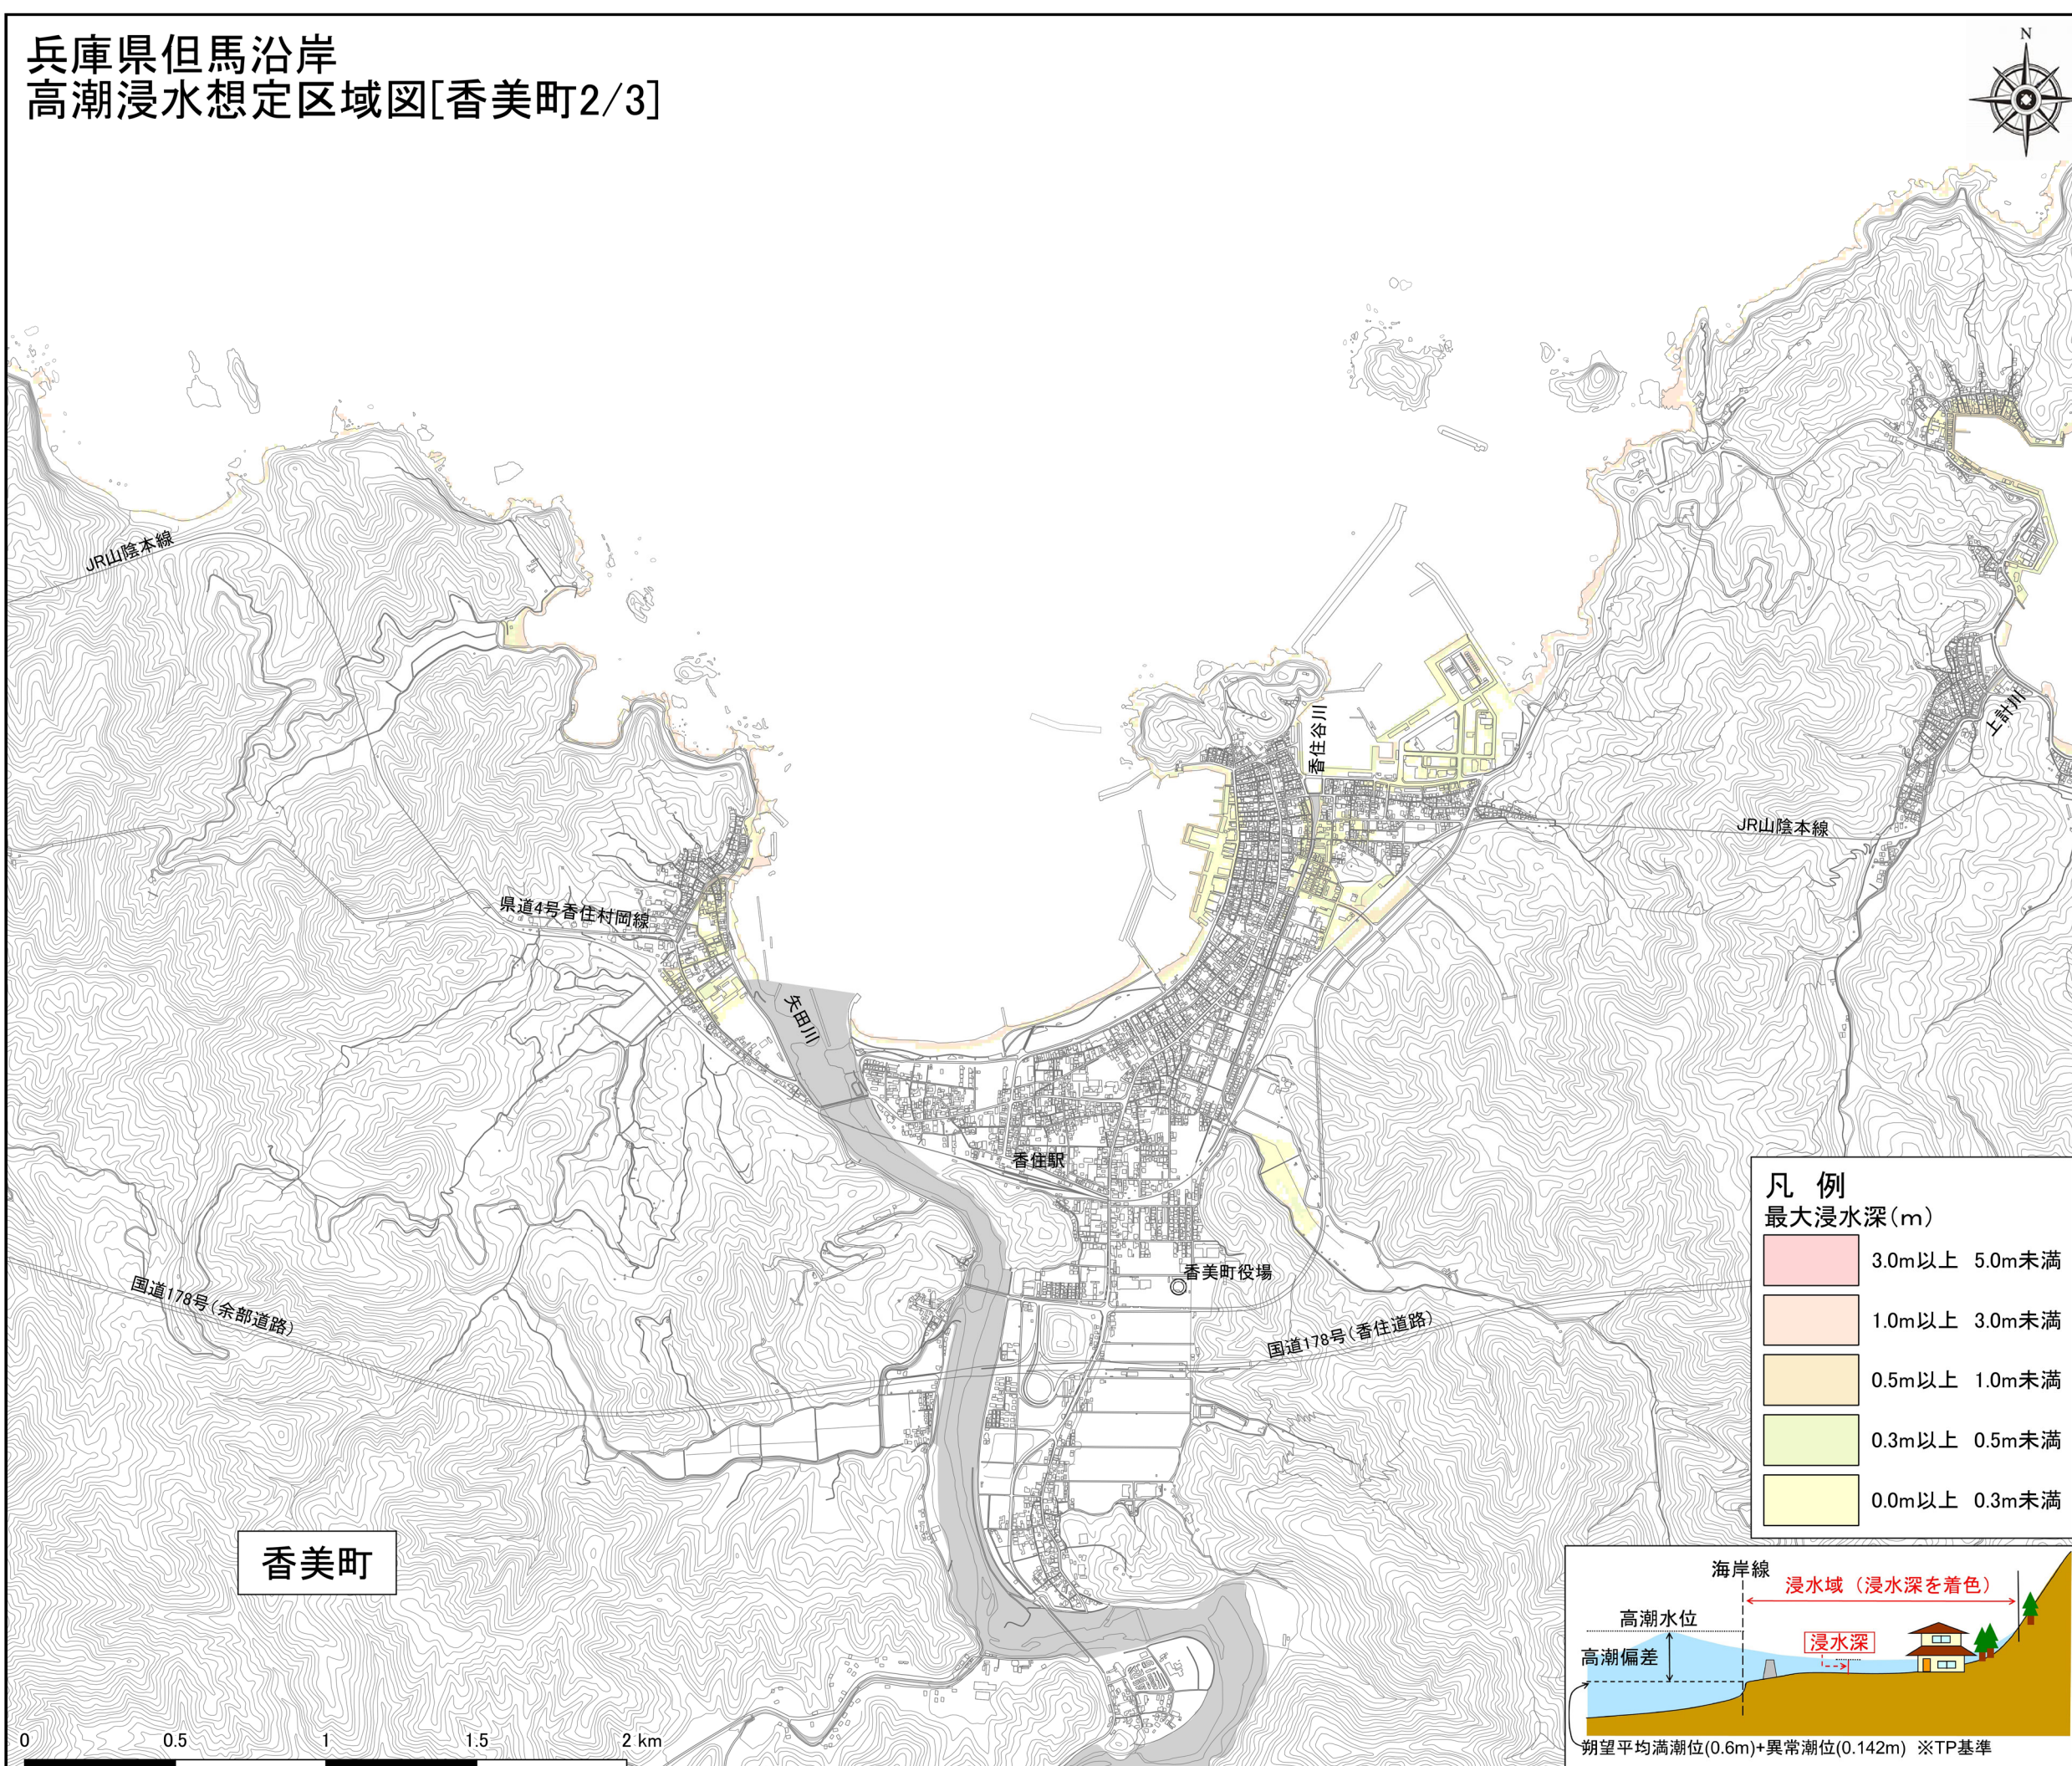 兵庫県但馬沿岸
高潮浸水想定区域図[香美町2/3]
N
JR山陰本線
香住谷川
上計川
JR山陰本線
県道4号香住村岡線
矢田川
香住駅
香美町役場
国道178号(余部道路)
国道178号(香住道路)
香美町
凡 例
最大浸水深(m)
3.0m以上 5.0m未満
1.0m以上 3.0m未満
0.5m以上 1.0m未満
0.3m以上 0.5m未満
0.0m以上 0.3m未満
海岸線
浸水域(浸水深を着色)
高潮水位
浸水深
高潮偏差
朔望平均満潮位(0.6m)+異常潮位(0.142m) ※TP基準
0 0.5 1 1.5 2 km